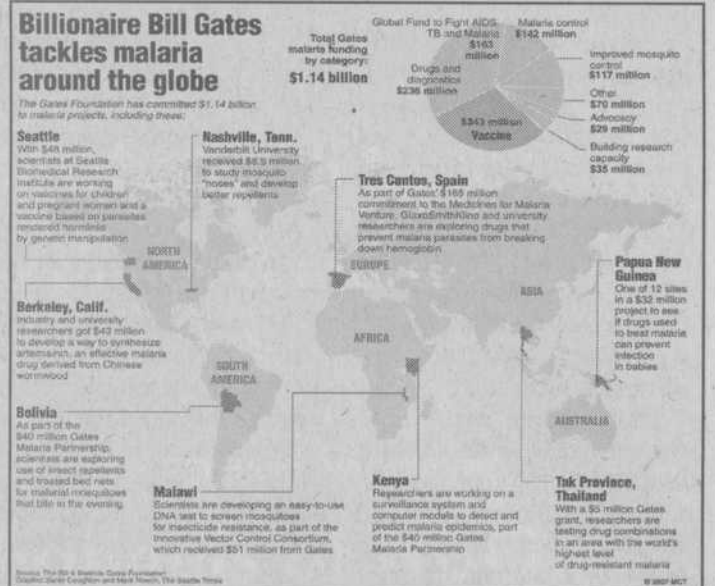 Billionaire Bill Gates
tackles malaria
around the globe
The Gates Foundation has committed $1.14 billion
to malaria projects, including these:
Total Gates
malaria funding
by category:
$1.14 billion
Global Fund to Fight AIDS
TB and Malaria
$163
million
Malaria control
$142 million
Improved mosquito
control
$117 million
Other
$70 million
Advocacy
$29 million
Building research
capacity
$35 million
Drugs and
diagnostics
$236 million
$343 million
Vaccine
Seattle
With $48 million,
scientists at Seattle
Biomedical Research
Institute are working
on vaccines for children
and pregnant women and a
vaccine based on parasites
rendered harmless
by genetic manipulation
Nashville, Tenn.
Vanderbilt University
received $8.5 million
to study mosquito
"noses" and develop
better repellents
Tres Cantos, Spain
As part of Gates' $165 million
commitment to the Medicines for Malaria
Venture, GlaxoSmithKline and university
researchers are exploring drugs that
prevent malaria parasites from breaking
down hemoglobin
NORTH
AMERICA
EUROPE
ASIA
AFRICA
SOUTH
AMERICA
AUSTRALIA
Papua New
Guinea
One of 12 sites
in a $32 million
project to see
if drugs used
to treat malaria
can prevent
infection
in babies
Berkeley, Calif.
Industry and university
researchers got $43 million
to develop a way to synthesize
artemisinin, an effective malaria
drug derived from Chinese
wormwood
Bolivia
As part of the
$40 million Gates
Malaria Partnership,
scientists are exploring
use of insect repellents
and treated bed nets
for malarial mosquitoes
that bite in the evening
Malawi
Scientists are developing an easy-to-use
DNA test to screen mosquitoes
for insecticide resistance, as part of the
Innovative Vector Control Consortium,
which received $51 million from Gates
Kenya
Researchers are working on a
surveillance system and
computer models to detect and
predict malaria epidemics, part
of the $40 million Gates
Malaria Partnership
Tak Province,
Thailand
With a $5 million Gates
grant, researchers are
testing drug combinations
in an area with the world's
highest level
of drug-resistant malaria
Source: The Bill & Melinda Gates Foundation
Graphic: The Seattle Times
© 2007 MCT